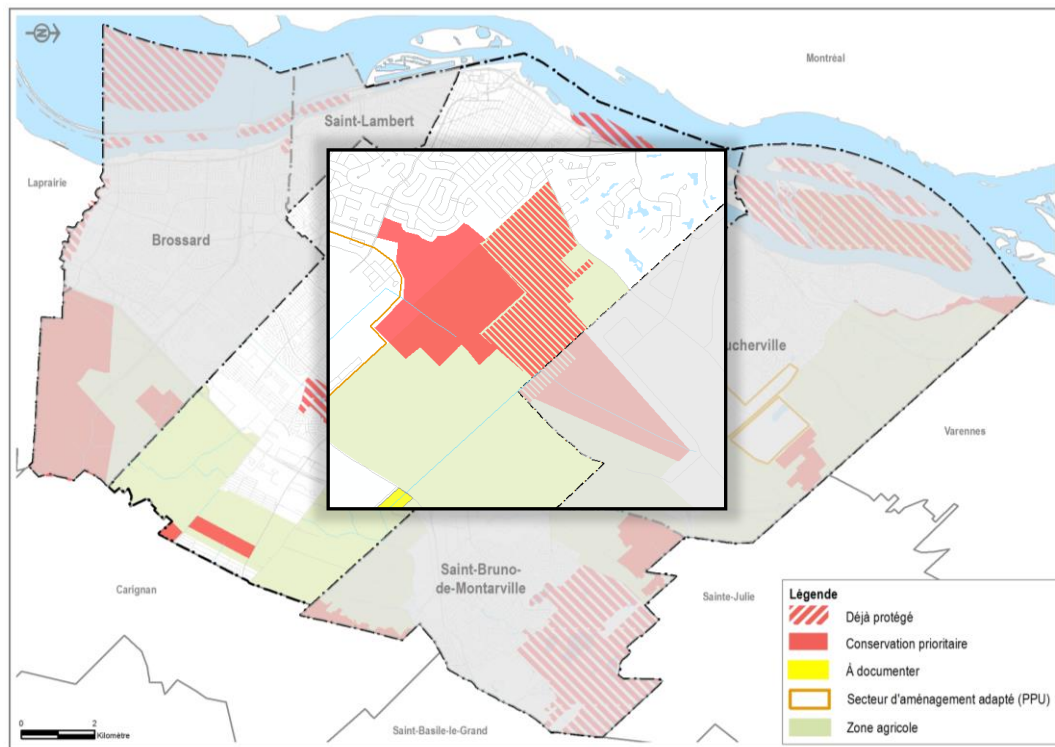 N
Montréal
Saint-Lambert
Laprairie
Brossard
ucherville
Varennes
Saint-Bruno-
de-Montarville
Carignan
Sainte-Julie
Saint-Basile-le-Grand
0 2
Kilomètre
Légende
Déjà protégé
Conservation prioritaire
À documenter
Secteur d'aménagement adapté (PPU)
Zone agricole